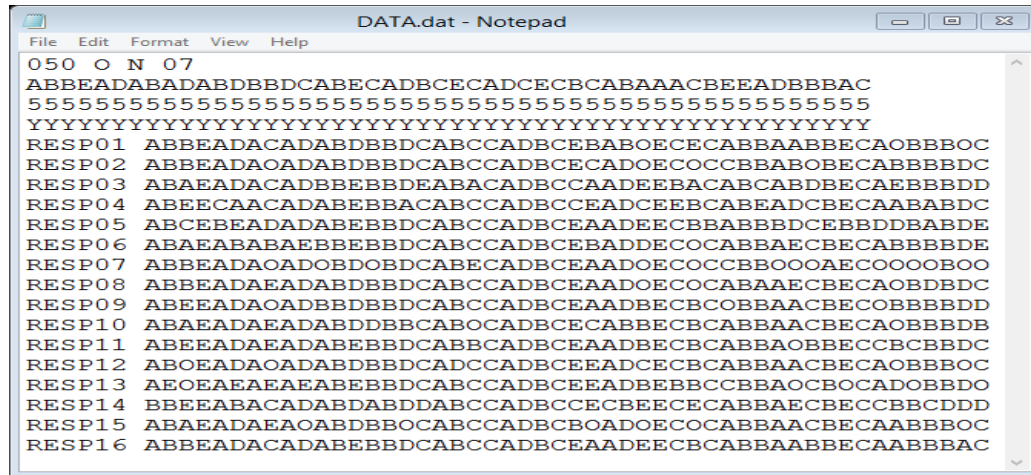 DATA.dat - Notepad
File Edit Format View Help
050 O N 07
ABBEADABADABDBBDCABECADBCECADCECBCABAAACBEEADBBBAC
55555555555555555555555555555555555555555555555555
YYYYYYYYYYYYYYYYYYYYYYYYYYYYYYYYYYYYYYYYYYYYYYYYYY
RESP01 ABBEADACADABDBBDCABCCADBCEBABOECECABBAABBECAOBBBOC
RESP02 ABBEADAOADABDBBDCABCCADBCECADOECOCCBBABOBECABBBBDC
RESP03 ABAEADACADBBEBBDEABACADBCCAADEEBACABCABDBECAEBBBDD
RESP04 ABEECAACADABEBBACABCCADBCCEADCEEBCABEADCBECAABABDC
RESP05 ABCEBEADADABEBBDCABCCADBCEAADEECBBABBBDCEBBDDBABDE
RESP06 ABAEABABAEBBEBBDCABCCADBCEBADDECOCABBAECBECABBBBDE
RESP07 ABBEADAOADOBDOBDCABECADBCEAADOECOCCBBOOOAECOOOOBOO
RESP08 ABBEADAEADABDBBDCABCCADBCEAADOECOCABAAECBECAOBDBDC
RESP09 ABEEADAOADBBDBBDCABCCADBCEAADBECBCOBBAACBECOBBBBDD
RESP10 ABAEADAEADABDDBBCABOCADBCECABBECBCABBAACBECAOBBBDB
RESP11 ABEEADAEADABEBBDCABBCADBCEAADBECBCABBAOBBECCBCBBDC
RESP12 ABOEADAOADABDBBDCADCCADBCEEADCECBCABBAACBECAOBBBOC
RESP13 AEOEAEAEAEABEBBDCABCCADBCEEADBEBBCCBBAOCBOCADOBBDO
RESP14 BBEEABACADABDABDDABCCADBCCECBEECECABBAECBECCBBCDDD
RESP15 ABAEADAEAOABDBBOCABCCADBCBOADOECOCABBAACBECAABBBOC
RESP16 ABBEADACADABEBBDCABCCADBCEAADEECBCABBAABBECAABBBAC